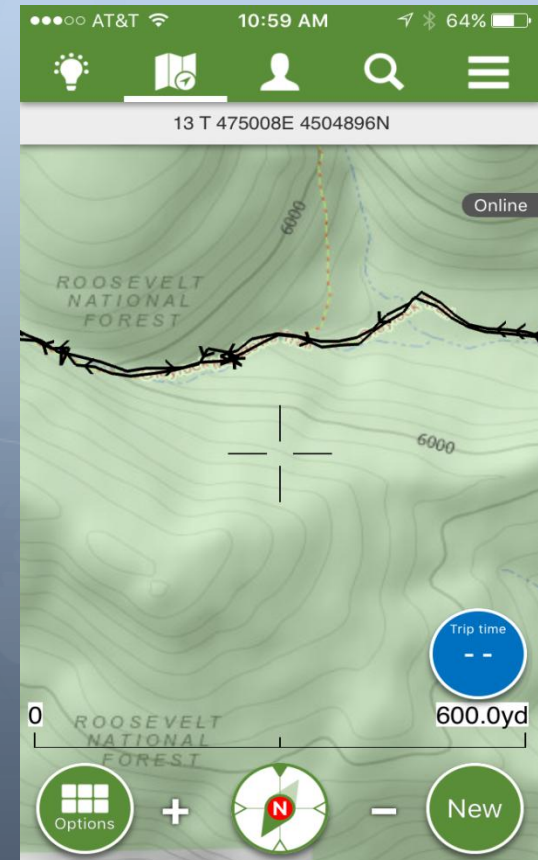 AT&T 10:59 AM 64%
13 T 475008E 4504896N
Online
6000
ROOSEVELT
NATIONAL
FOREST
6000
Trip time
--
0 600.0yd
ROOSEVELT
NATIONAL
FOREST
Options + N - New